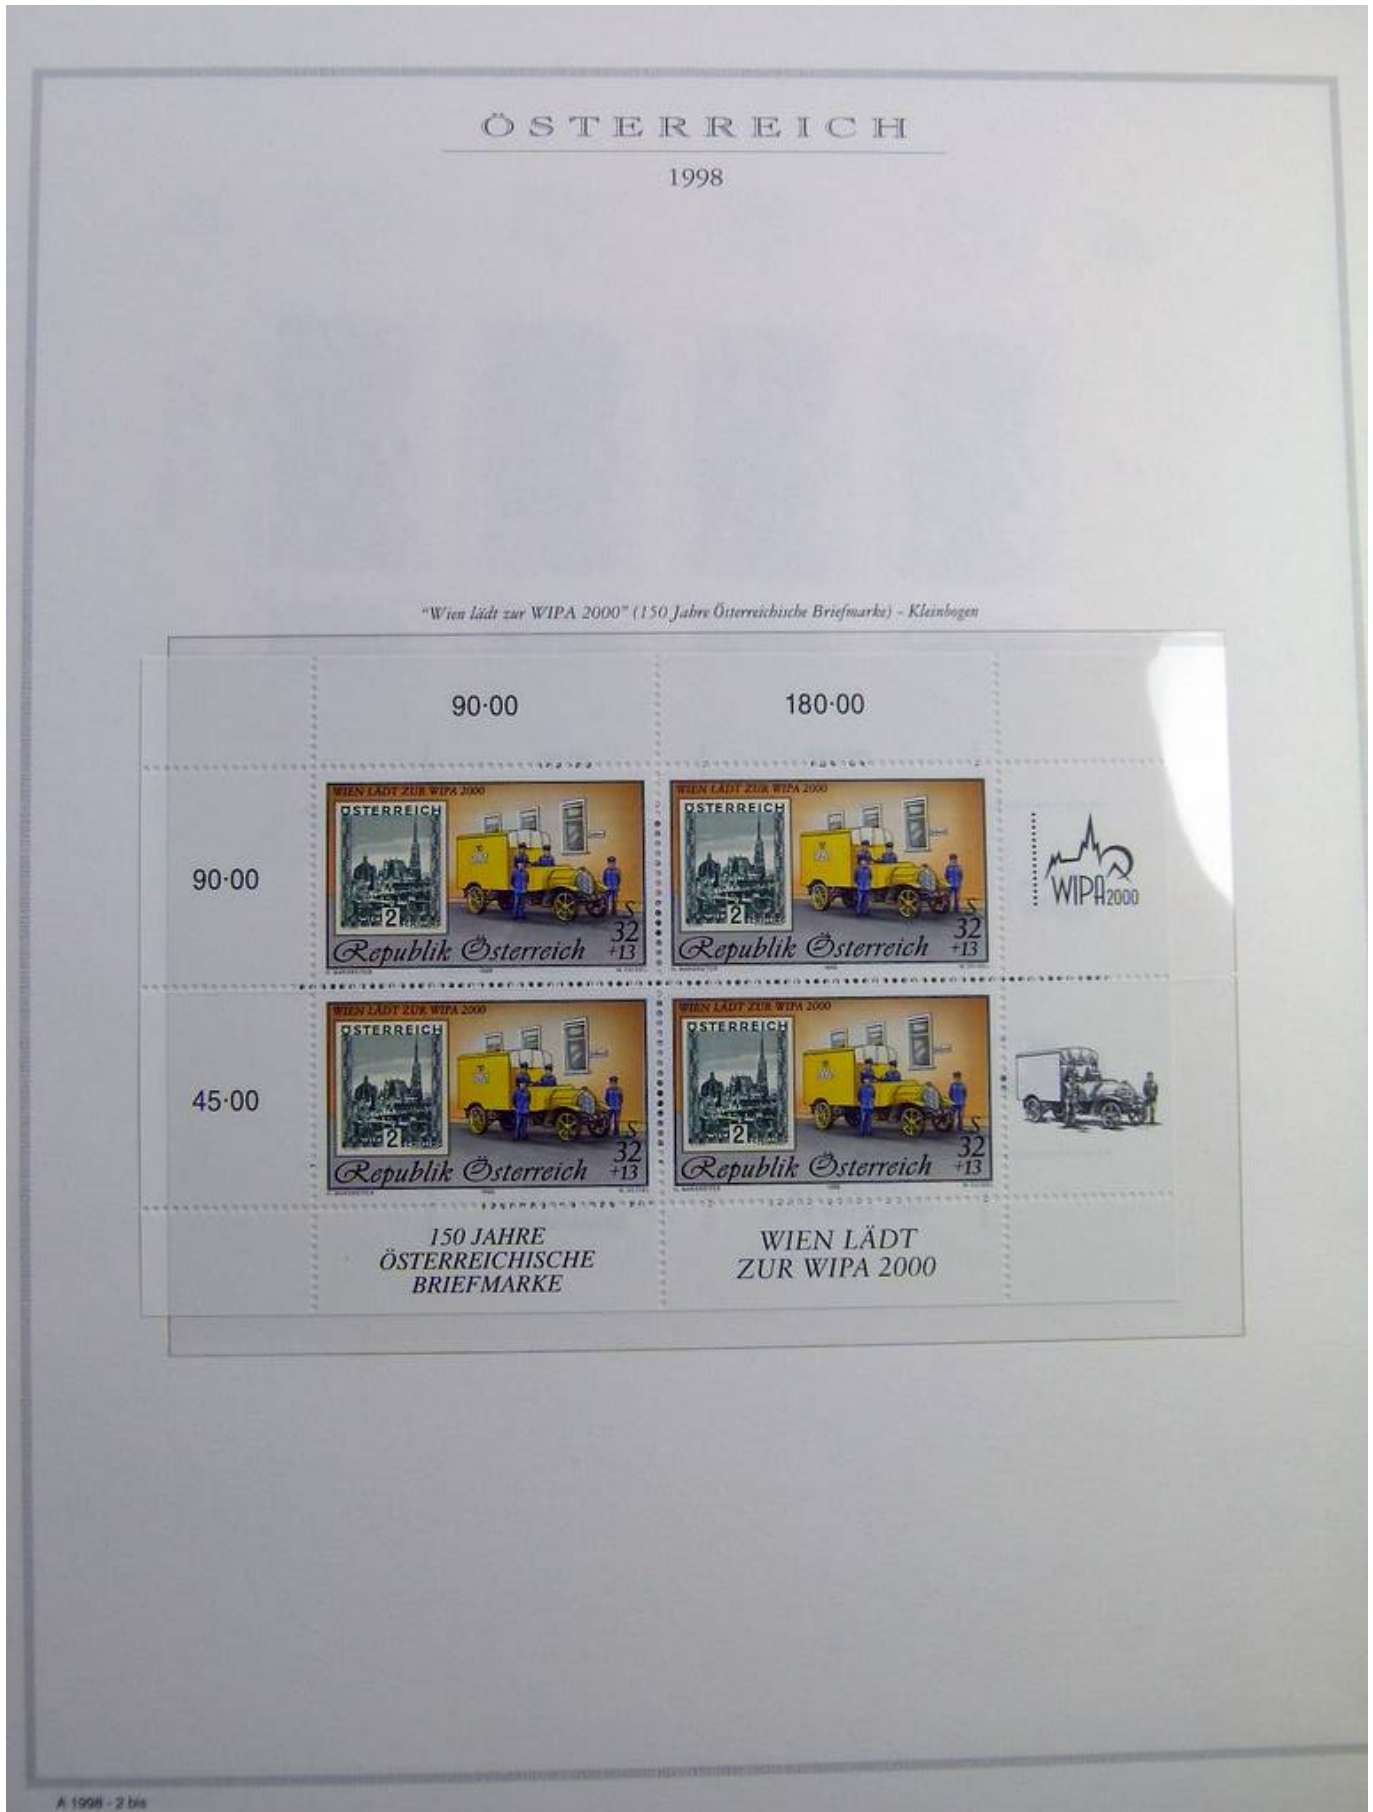 ÖSTERREICH
1998
"Wien lädt zur WIPA 2000" (150 Jahre Österreichische Briefmarke) - Kleinbogen
90·00 180·00
90·00
WIEN LÄDT ZUR WIPA 2000
ÖSTERREICH
2
S
32
+13
Republik Österreich
1998
WIEN LÄDT ZUR WIPA 2000
ÖSTERREICH
2
S
32
+13
Republik Österreich
1998
WIPA2000
45·00
WIEN LÄDT ZUR WIPA 2000
ÖSTERREICH
2
S
32
+13
Republik Österreich
1998
WIEN LÄDT ZUR WIPA 2000
ÖSTERREICH
2
S
32
+13
Republik Österreich
1998
150 JAHRE
ÖSTERREICHISCHE
BRIEFMARKE
WIEN LÄDT
ZUR WIPA 2000
A 1998 - 2 bis